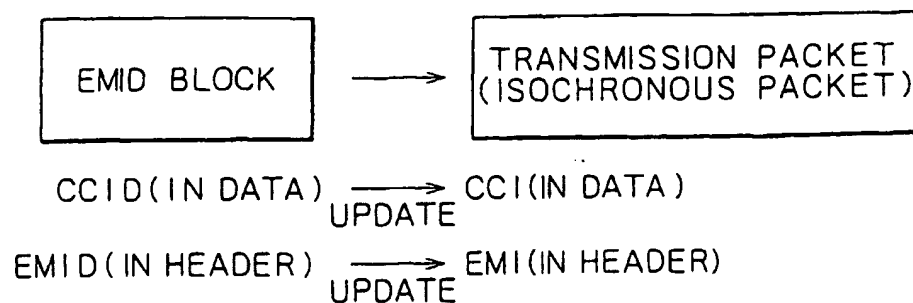 EMID BLOCK
TRANSMISSION PACKET
(ISOCHRONOUS PACKET)
CCID(IN DATA)
UPDATE
CCI(IN DATA)
EMID(IN HEADER)
UPDATE
EMI(IN HEADER)